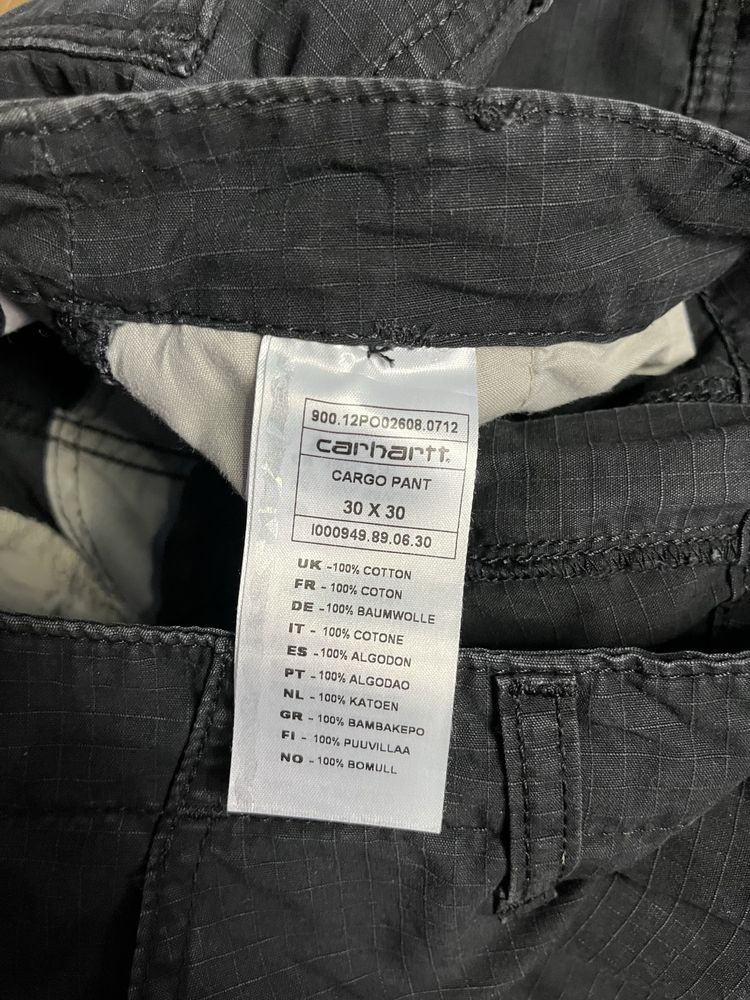 900.12PO02608.0712
carhartt
CARGO PANT
30 X 30
I000949.89.06.30
UK -100% COTTON
FR - 100% COTON
DE -100% BAUMWOLLE
IT - 100% COTONE
ES -100% ALGODON
PT -100% ALGODAO
NL - 100% KATOEN
GR -100% BAMBAKEPO
FI - 100% PUUVILLAA
NO - 100% BOMULL